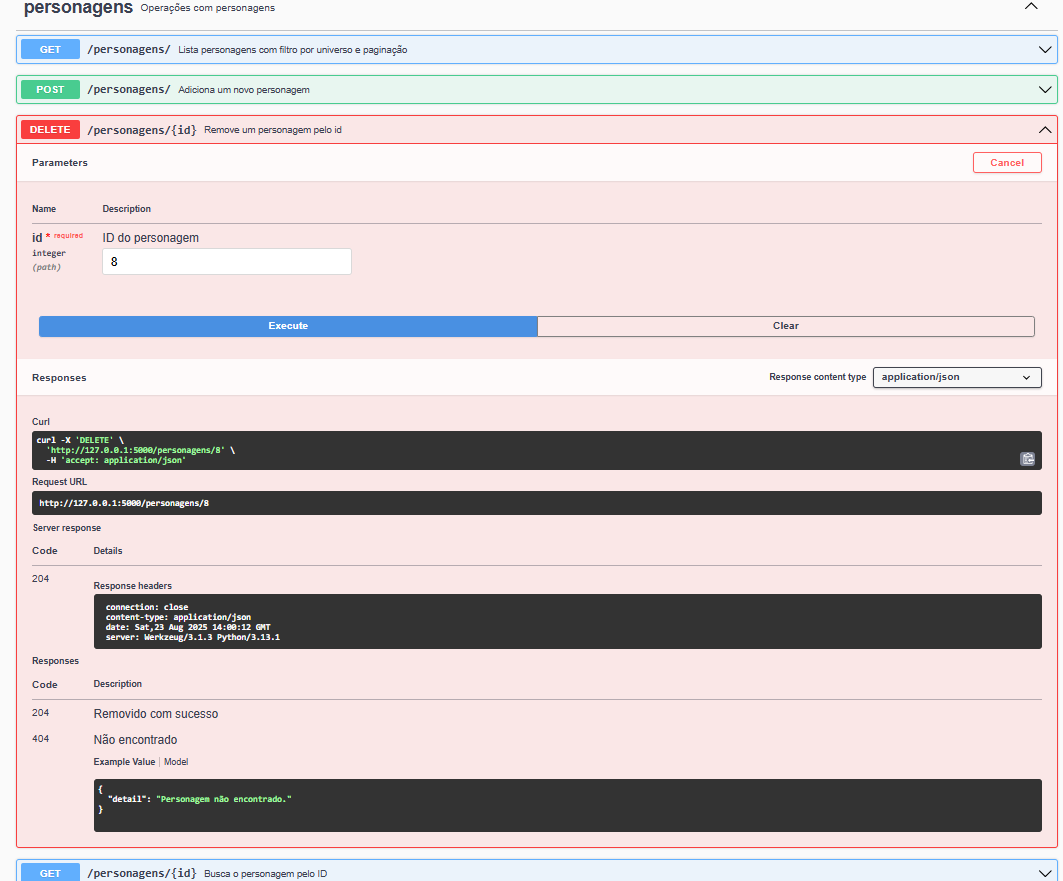 personagens Operações com personagens
GET /personagens/ Lista personagens com filtro por universo e paginação
POST /personagens/ Adiciona um novo personagem
DELETE /personagens/{id} Remove um personagem pelo id
Parameters Cancel
Name Description
id * required ID do personagem
integer
(path)
8
Execute Clear
Responses Response content type application/json
Curl
curl -X 'DELETE' \
'http://127.0.0.1:5000/personagens/8' \
-H 'accept: application/json'
Request URL
http://127.0.0.1:5000/personagens/8
Server response
Code Details
204
Response headers
connection: close
content-type: application/json
date: Sat,23 Aug 2025 14:00:12 GMT
server: Werkzeug/3.1.3 Python/3.13.1
Responses
Code Description
204 Removido com sucesso
404 Não encontrado
Example Value | Model
{
"detail": "Personagem não encontrado."
}
GET /personagens/{id} Busca o personagem pelo ID